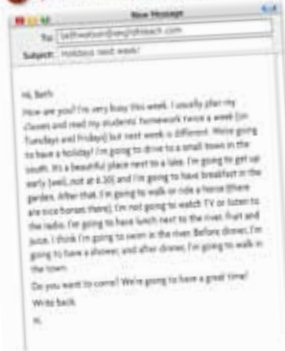 New Message
To:
Subject: Holidays next week!
Hi, Beth
How are you? I'm very busy this week. I usually plan my
classes and read my students' homework twice a week (on
Tuesdays and Fridays) but next week is different. We're going
to have a holiday! I'm going to drive to a small town in the
south. It's a beautiful place next to a lake. I'm going to get up
early (well, not at 6.30) and I'm going to have breakfast in the
garden. After that, I'm going to walk or ride a horse (there
are nice horses there). I'm not going to watch TV or listen to
the radio. I'm going to have lunch next to the river. Fruit and
juice. I think I'm going to swim in the river. Before dinner, I'm
going to have a shower, and after dinner, I'm going to walk in
the town.
Do you want to come? We're going to have a great time!
Write back.